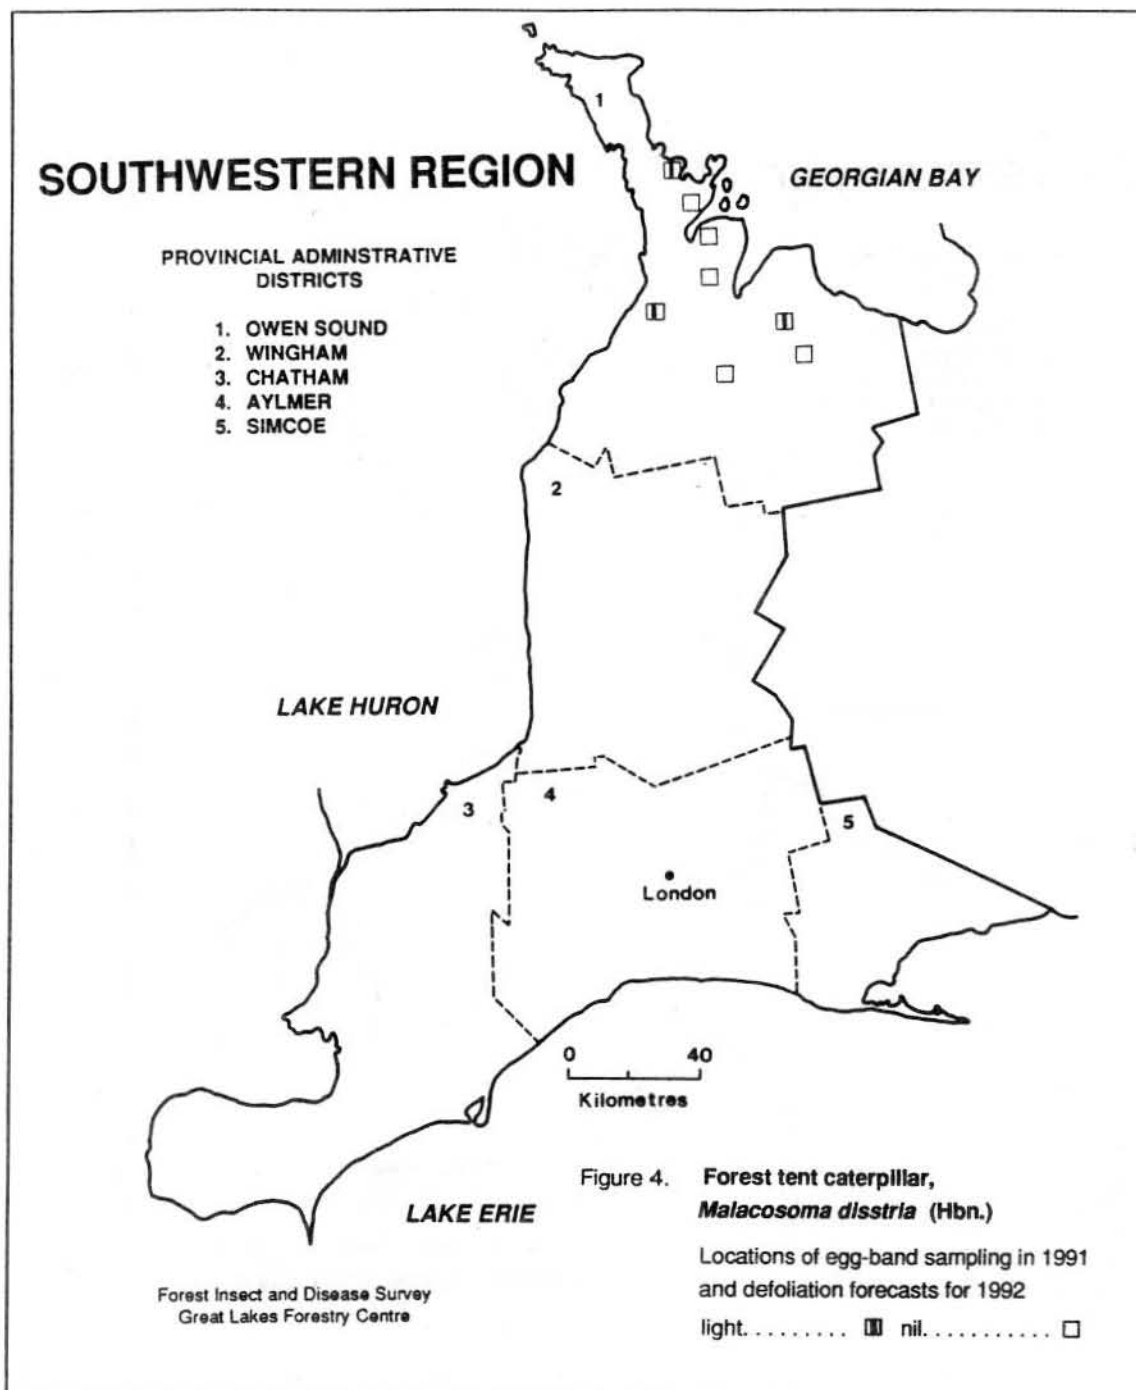 1
SOUTHWESTERN REGION
GEORGIAN BAY
PROVINCIAL ADMINSTRATIVE
DISTRICTS
1. OWEN SOUND
2. WINGHAM
3. CHATHAM
4. AYLMER
5. SIMCOE
2
LAKE HURON
3
4
5
London
0 40
Kilometres
LAKE ERIE
Figure 4. Forest tent caterpillar,
Malacosoma disstria (Hbn.)
Locations of egg-band sampling in 1991
and defoliation forecasts for 1992
light......... nil...........
Forest Insect and Disease Survey
Great Lakes Forestry Centre